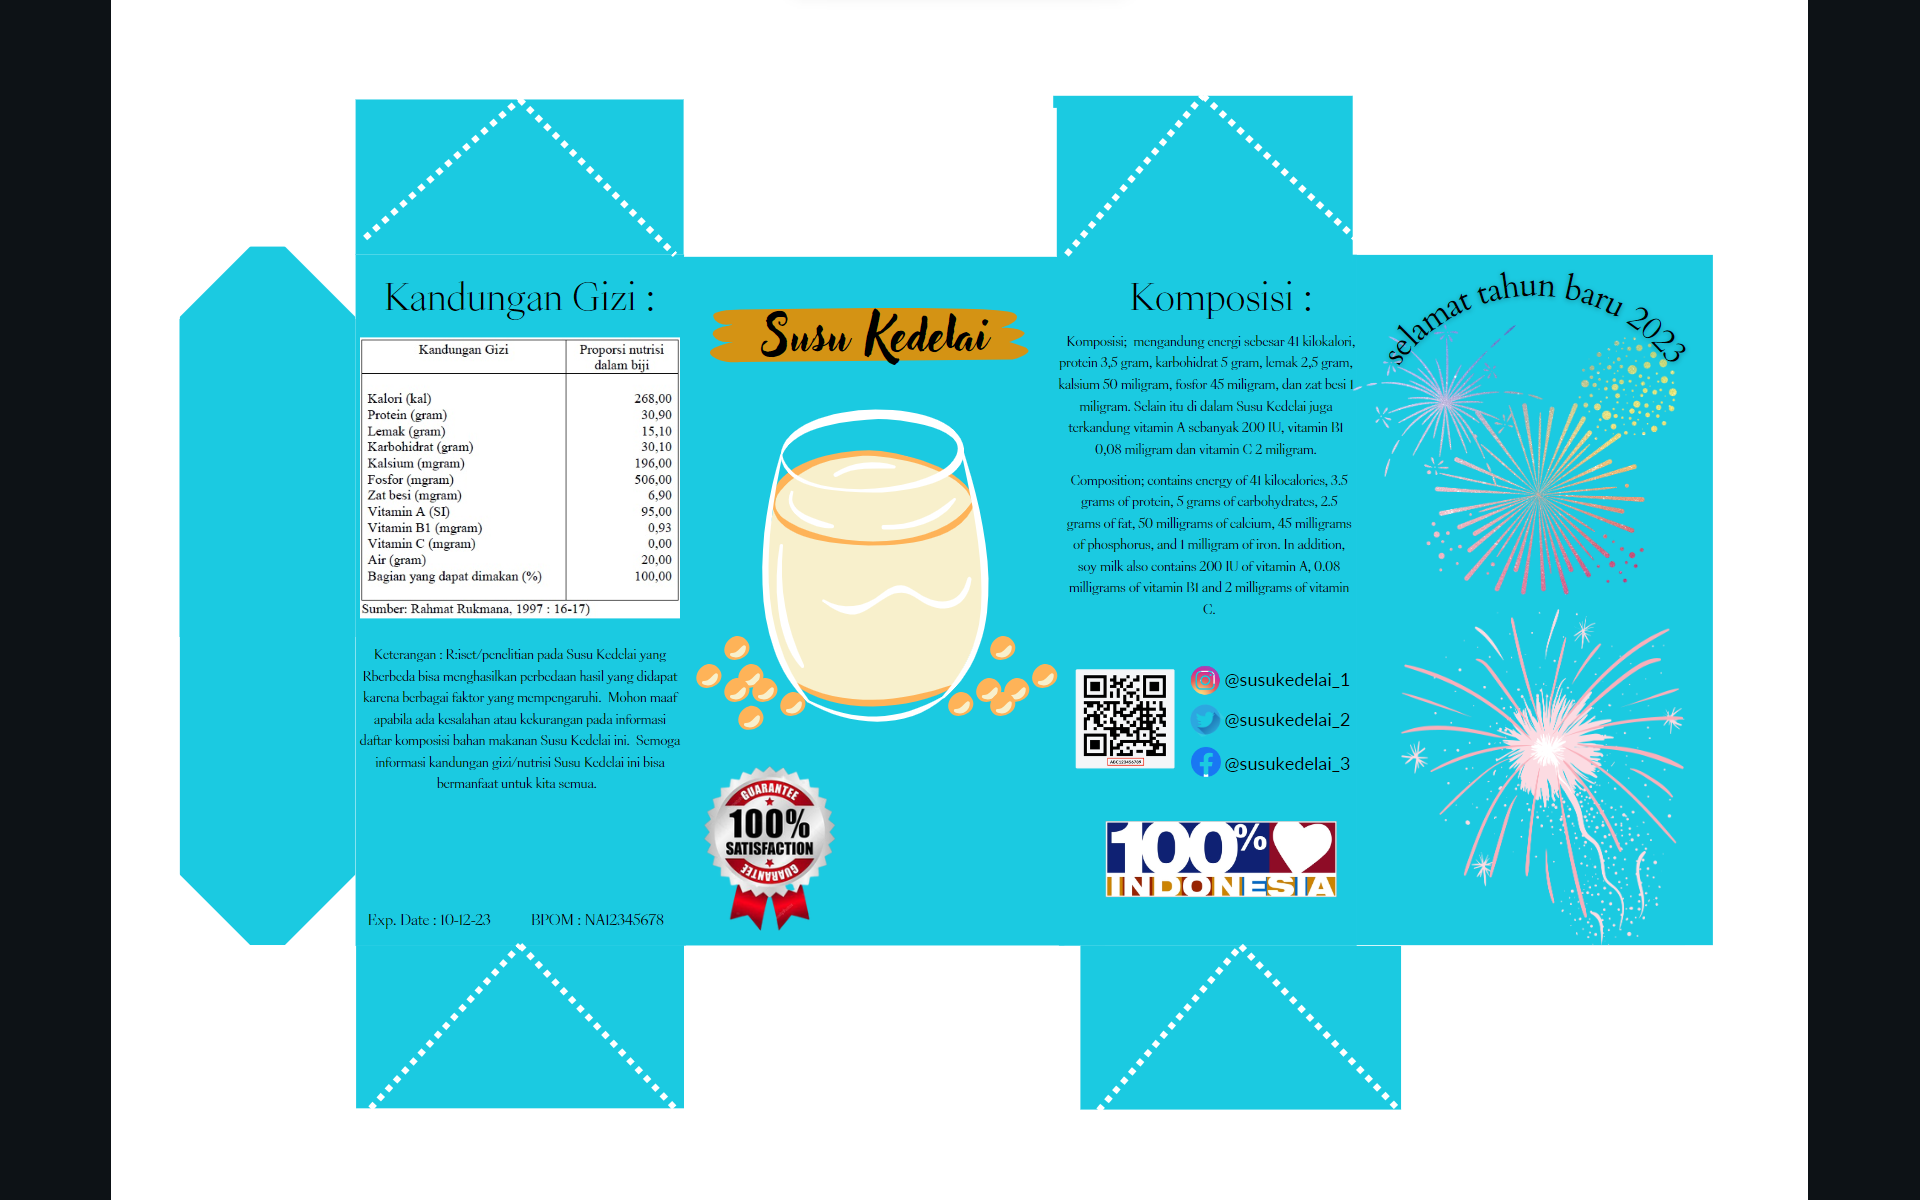 Kandungan Gizi :
Kandungan Gizi Proporsi nutrisi
dalam biji
Kalori (kal) 268,00
Protein (gram) 30,90
Lemak (gram) 15,10
Karbohidrat (gram) 30,10
Kalsium (mgram) 196,00
Fosfor (mgram) 506,00
Zat besi (mgram) 6,90
Vitamin A (SI) 95,00
Vitamin B1 (mgram) 0,93
Vitamin C (mgram) 0,00
Air (gram) 20,00
Bagian yang dapat dimakan (%) 100,00
Sumber: Rahmat Rukmana, 1997 : 16-17)
Keterangan : Riset/penelitian pada Susu Kedelai yang
Rberbeda bisa menghasilkan perbedaan hasil yang didapat
karena berbagai faktor yang mempengaruhi. Mohon maaf
apabila ada kesalahan atau kekurangan pada informasi
daftar komposisi bahan makanan Susu Kedelai ini. Semoga
informasi kandungan gizi/nutrisi Susu Kedelai ini bisa
bermanfaat untuk kita semua.
Exp. Date : 10-12-23 BPOM : NA12345678
Susu Kedelai
GUARANTEE
100%
SATISFACTION
GUARANTEE
Komposisi :
Komposisi; mengandung energi sebesar 41 kilokalori,
protein 3,5 gram, karbohidrat 5 gram, lemak 2,5 gram,
kalsium 50 miligram, fosfor 45 miligram, dan zat besi 1
miligram. Selain itu di dalam Susu Kedelai juga
terkandung vitamin A sebanyak 200 IU, vitamin B1
0,08 miligram dan vitamin C 2 miligram.
Composition; contains energy of 41 kilocalories, 3.5
grams of protein, 5 grams of carbohydrates, 2.5
grams of fat, 50 milligrams of calcium, 45 milligrams
of phosphorus, and 1 milligram of iron. In addition,
soy milk also contains 200 IU of vitamin A, 0.08
milligrams of vitamin B1 and 2 milligrams of vitamin
C.
ABC123456789
@susukedelai_1
@susukedelai_2
@susukedelai_3
100%
INDONESIA
selamat tahun baru 2023